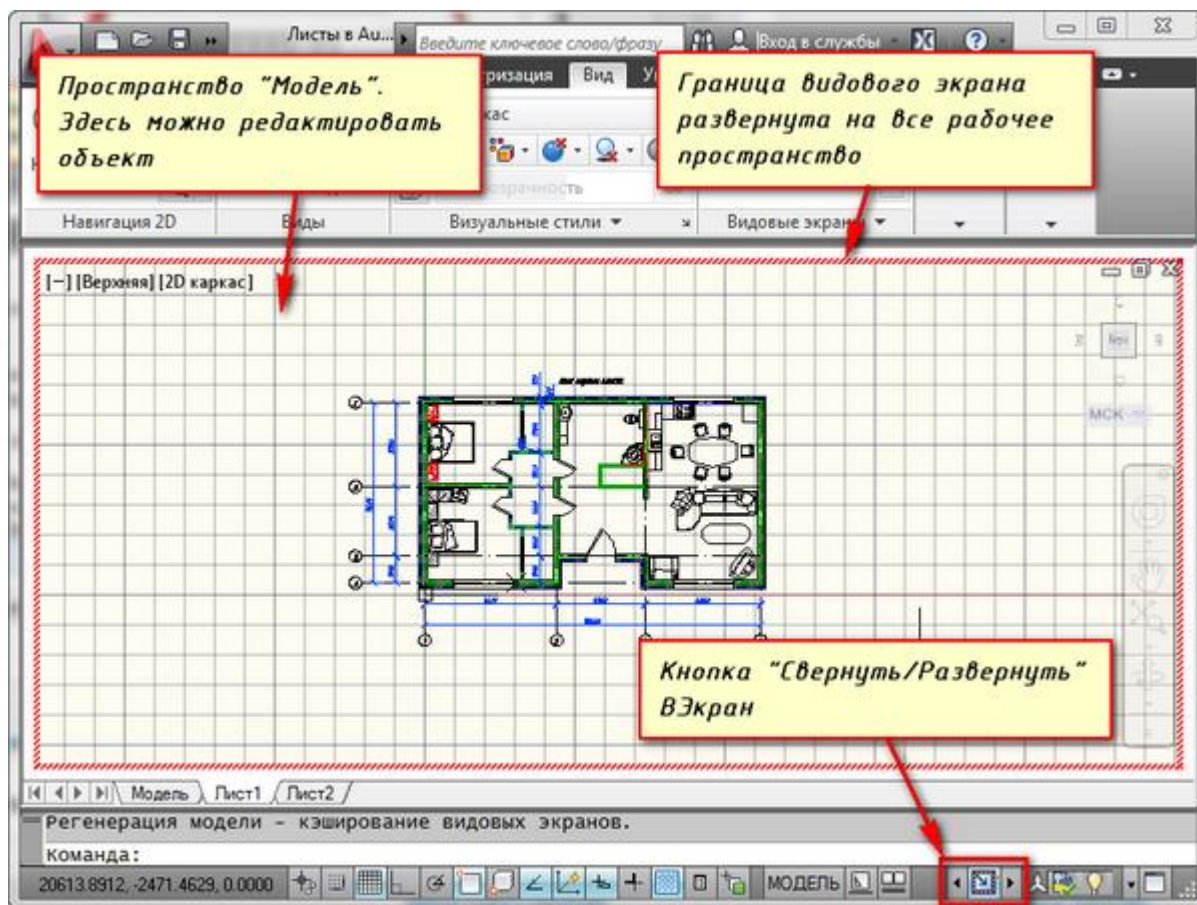 Листы в Au...
Введите ключевое слово/фразу
Вход в службы
Пространство "Модель".
Здесь можно редактировать
объект
Вид
Граница видового экрана
развернута на все рабочее
пространство
Навигация 2D
Виды
Визуальные стили
Видовые экраны
[–] [Верхняя] [2D каркас]
Верх
МСК
Кнопка "Свернуть/Развернуть"
ВЭкран
Модель
Лист1
Лист2
Регенерация модели - кэширование видовых экранов.
Команда:
20613.8912, -2471.4629, 0.0000
МОДЕЛЬ